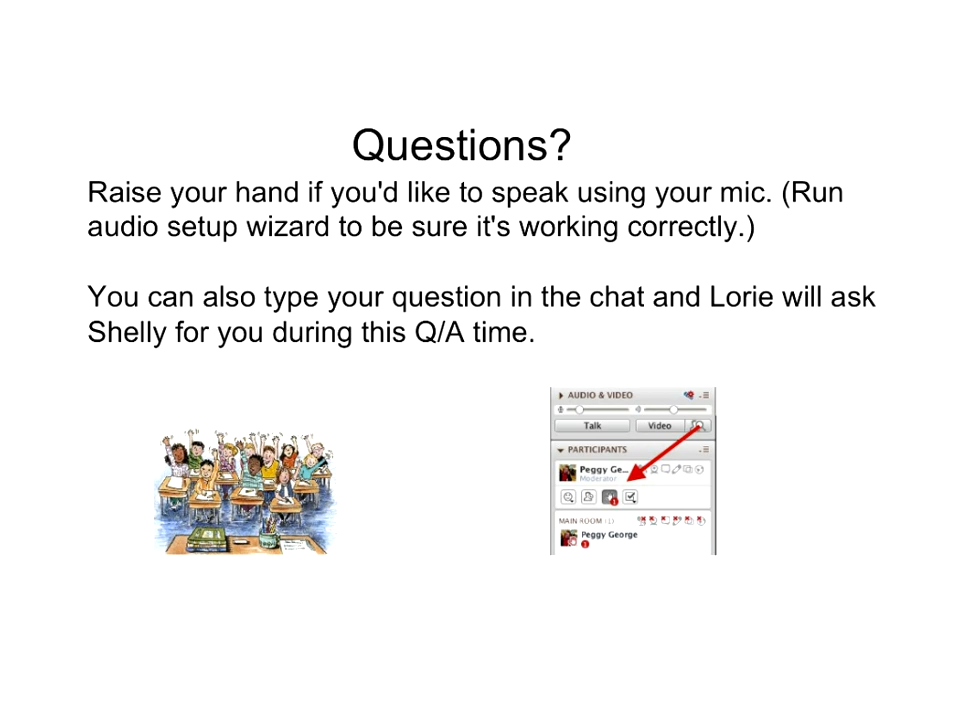 Questions?
Raise your hand if you'd like to speak using your mic. (Run
audio setup wizard to be sure it's working correctly.)
You can also type your question in the chat and Lorie will ask
Shelly for you during this Q/A time.
AUDIO & VIDEO
Talk
Video
PARTICIPANTS
Peggy Ge...
Moderator
1
MAIN ROOM (1)
Peggy George
1